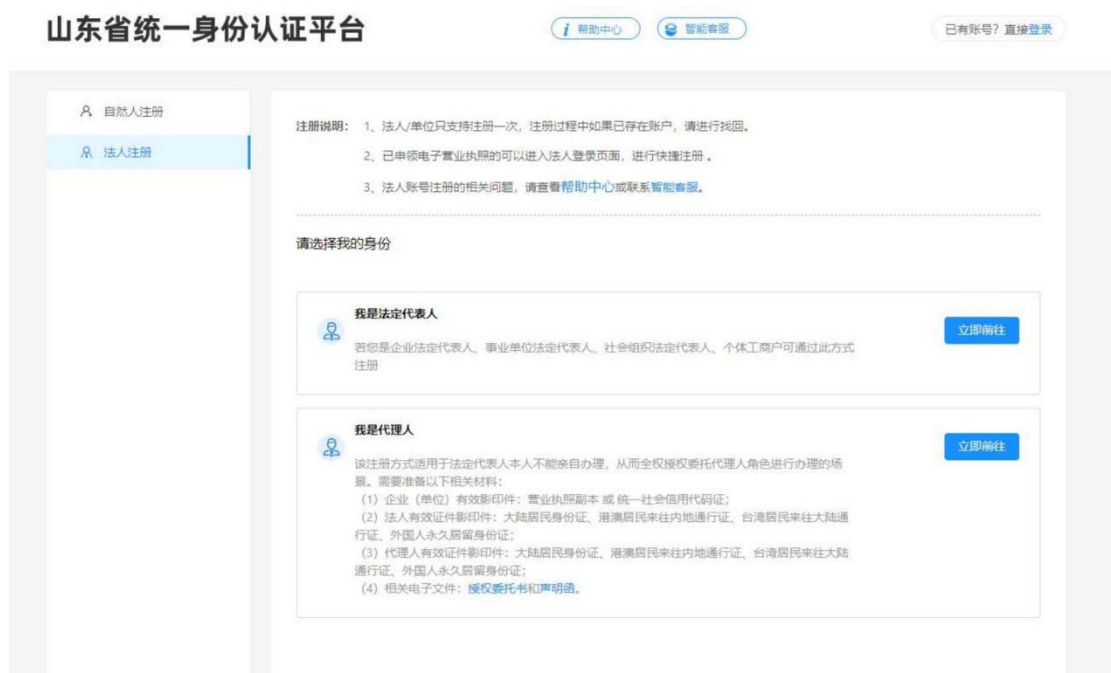 山东省统一身份认证平台
帮助中心
智能客服
已有账号？直接登录
自然人注册
法人注册
注册说明： 1、法人/单位只支持注册一次，注册过程中如果已存在账户，请进行找回。
2、已申领电子营业执照的可以进入法人登录页面，进行快捷注册 。
3、法人账号注册的相关问题，请查看帮助中心或联系智能客服。
请选择我的身份
我是法定代表人
立即前往
若您是企业法定代表人、事业单位法定代表人、社会组织法定代表人、个体工商户可通过此方式
注册
我是代理人
立即前往
该注册方式适用于法定代表人本人不能亲自办理，从而全权授权委托代理人角色进行办理的场
景。需要准备以下相关材料：
（1）企业（单位）有效影印件：营业执照副本 或 统一社会信用代码证；
（2）法人有效证件影印件：大陆居民身份证、港澳居民来往内地通行证、台湾居民来往大陆通
行证、外国人永久居留身份证；
（3）代理人有效证件影印件：大陆居民身份证、港澳居民来往内地通行证、台湾居民来往大陆
通行证、外国人永久居留身份证；
（4）相关电子文件：授权委托书和声明函。